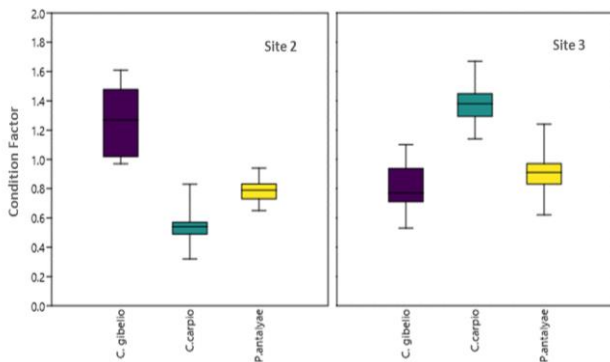 Condition Factor
2.0
1.8
1.6
1.4
1.2
1.0
0.8
0.6
0.4
0.2
0.0
Site 2
Site 3
C. gibelio
C.carpio
P.antalyae
C. gibelio
C.carpio
P.antalyae